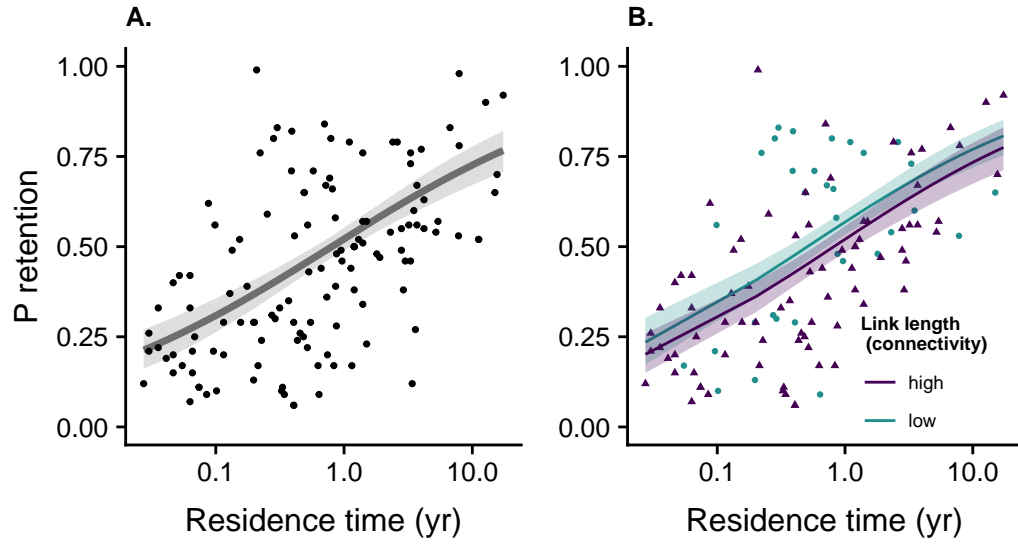 A.
B.
P retention
1.00
0.75
0.50
0.25
0.00
0.1
1.0
10.0
Residence time (yr)
1.00
0.75
0.50
0.25
0.00
Link length
(connectivity)
high
low
0.1
1.0
10.0
Residence time (yr)